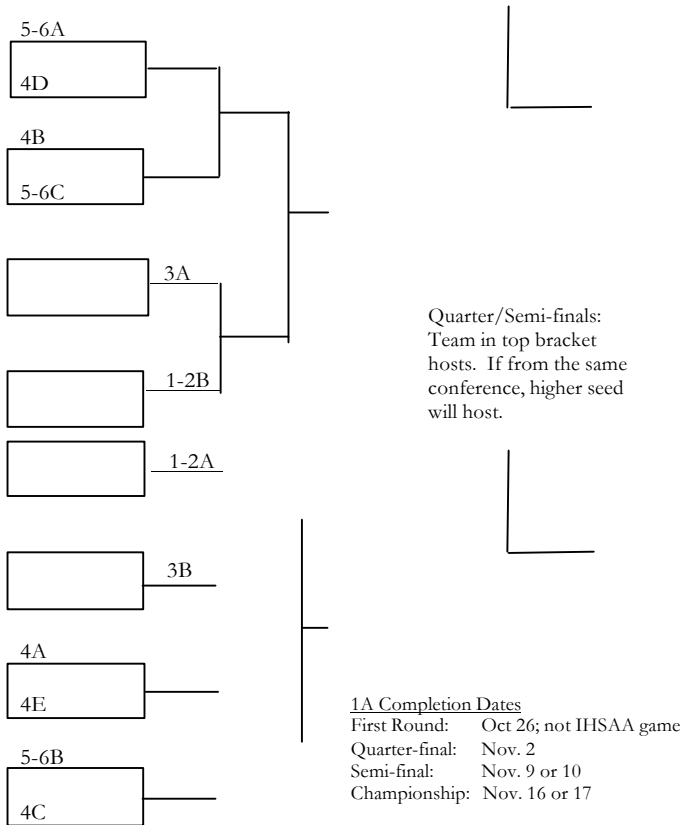 5-6A
4D
4B
5-6C
3A
1-2B
1-2A
3B
4A
4E
5-6B
4C
Quarter/Semi-finals:
Team in top bracket
hosts. If from the same
conference, higher seed
will host.
1A Completion Dates
First Round: Oct 26; not IHSAA game
Quarter-final: Nov. 2
Semi-final: Nov. 9 or 10
Championship: Nov. 16 or 17